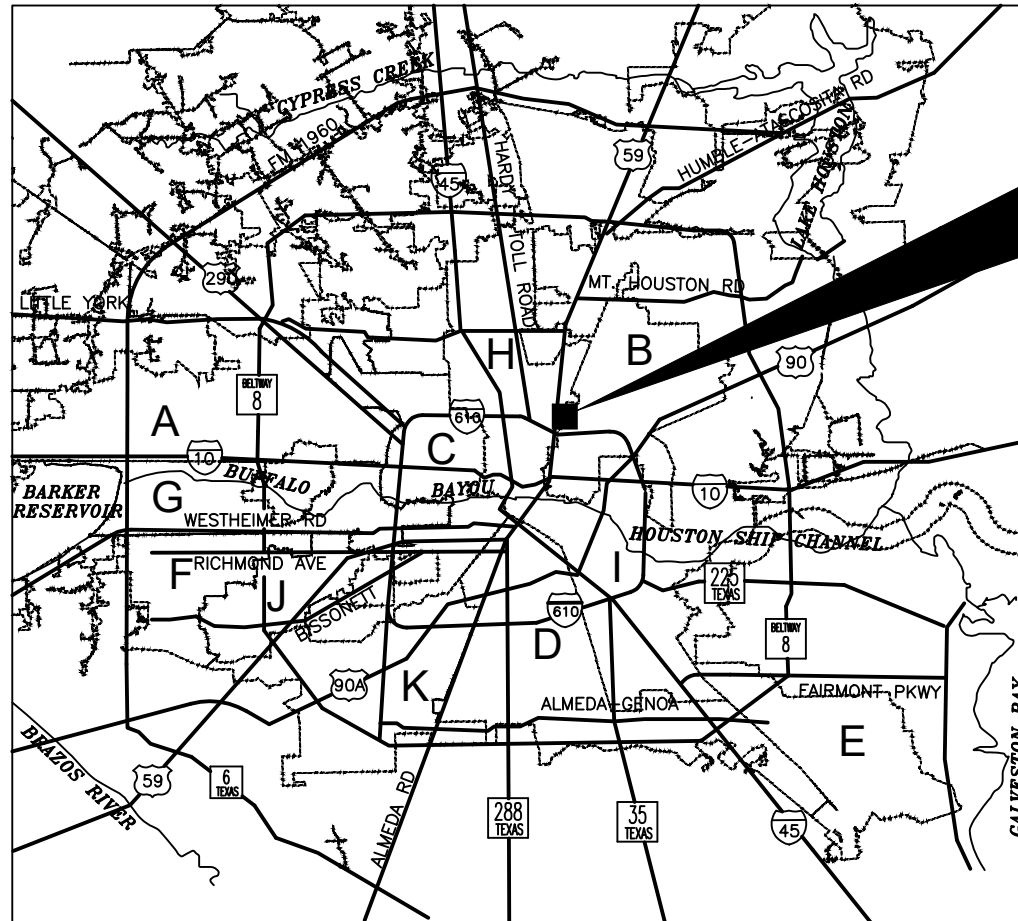 CYPRESS CREEK
FM 1960
HUMBLE-
ATASCOSITA RD
LAKE HOUSTON
HARDY TOLL ROAD
45
59
290
MT. HOUSTON RD
LITTLE YORK
H
B
90
BELTWAY
8
A
610
C
10
BUFFALO
BAYOU
BARKER
RESERVOIR
G
WESTHEIMER RD
10
HOUSTON SHIP CHANNEL
F
RICHMOND AVE
J
BISSONETT
I
225
TEXAS
610
D
BELTWAY
8
90A
K
ALMEDA-GENOA
FAIRMONT PKWY
E
BRAZOS RIVER
59
6
TEXAS
ALMEDA RD
288
TEXAS
35
TEXAS
45
GALVESTON BAY